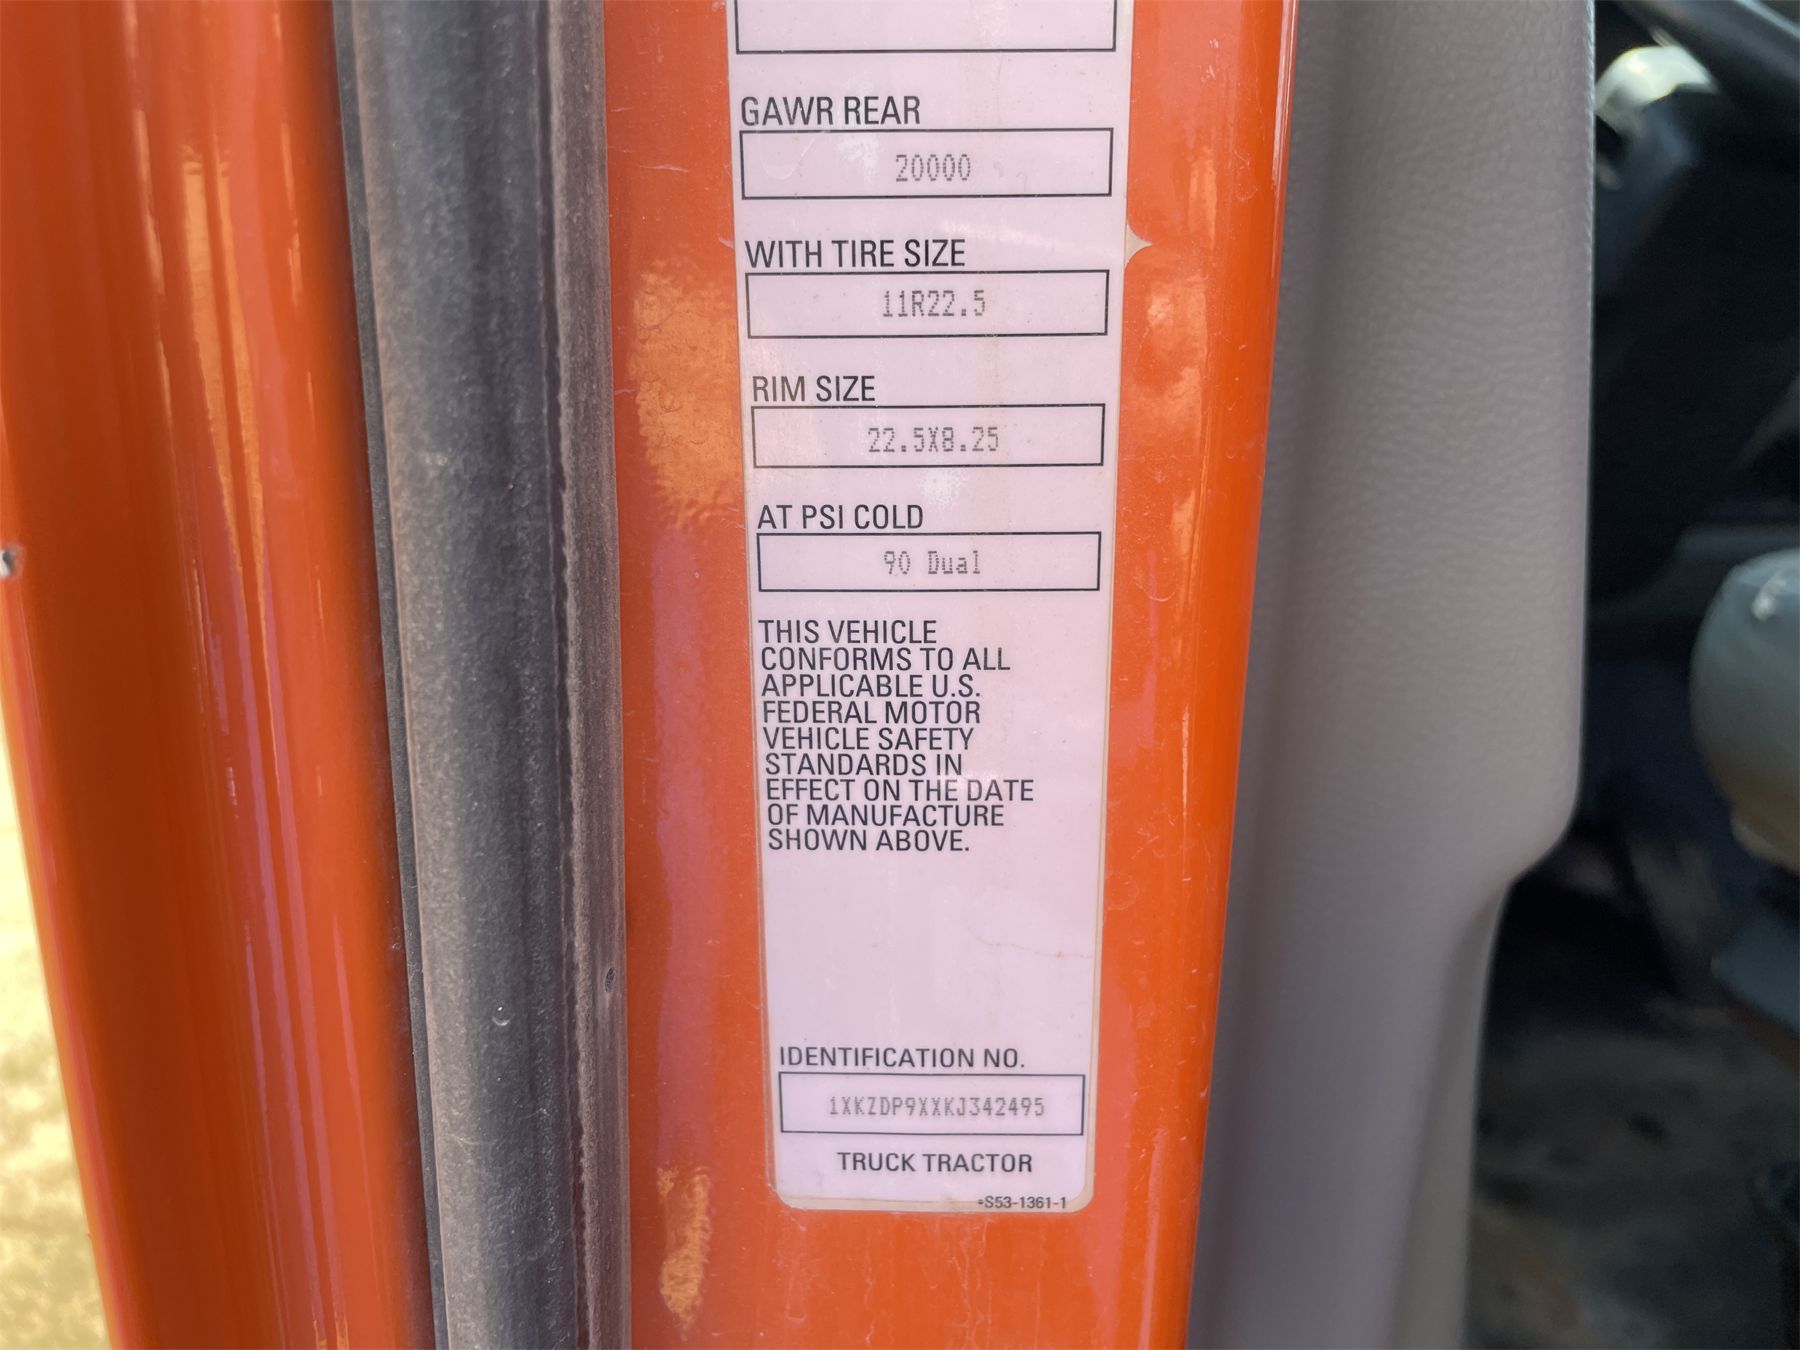 GAWR REAR
20000
WITH TIRE SIZE
11R22.5
RIM SIZE
22.5X8.25
AT PSI COLD
90 Dual
THIS VEHICLE
CONFORMS TO ALL
APPLICABLE U.S.
FEDERAL MOTOR
VEHICLE SAFETY
STANDARDS IN
EFFECT ON THE DATE
OF MANUFACTURE
SHOWN ABOVE.
IDENTIFICATION NO.
1XKZDP9XXKJ342495
TRUCK TRACTOR
S53-1361-1